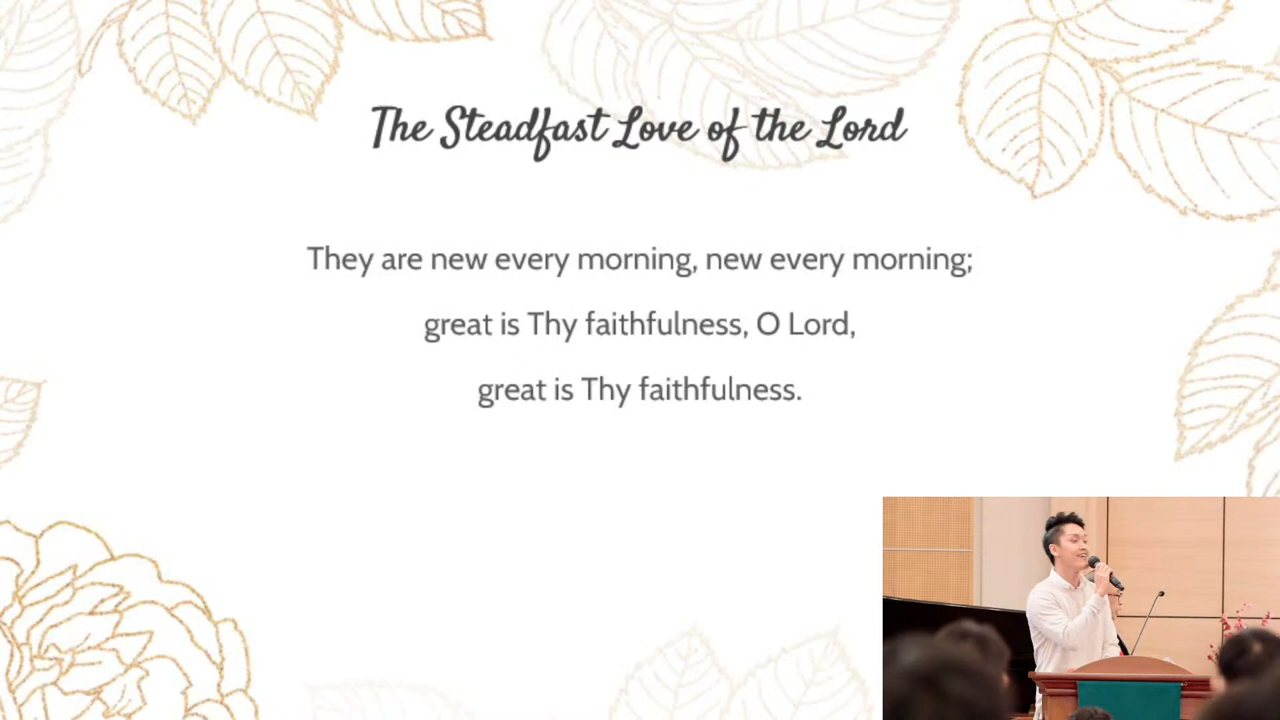 The Steadfast Love of the Lord
They are new every morning, new every morning;
great is Thy faithfulness, O Lord,
great is Thy faithfulness.